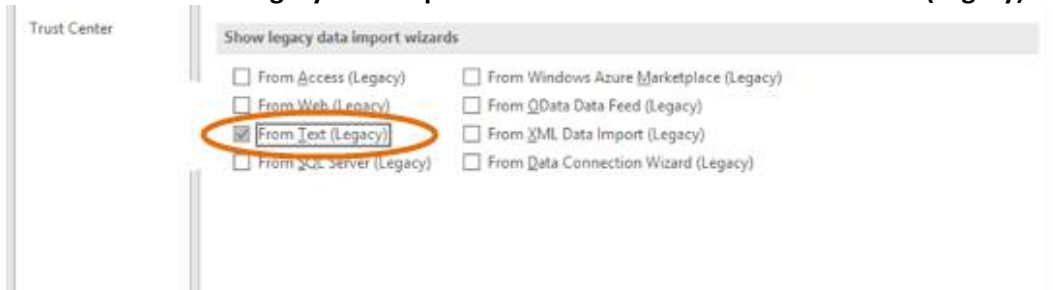 Trust Center
Show legacy data import wizards
From Access (Legacy)
From Windows Azure Marketplace (Legacy)
From Web (Legacy)
From OData Data Feed (Legacy)
From Text (Legacy)
From XML Data Import (Legacy)
From SQL Server (Legacy)
From Data Connection Wizard (Legacy)